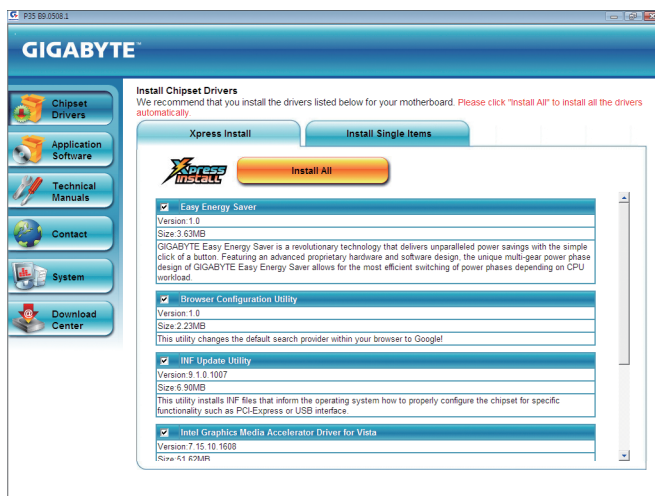 P35 B9.0508.1
GIGABYTE™
Install Chipset Drivers
We recommend that you install the drivers listed below for your motherboard. Please click "Install All" to install all the drivers
automatically.
Chipset
Drivers
Application
Software
Technical
Manuals
Contact
System
Download
Center
Xpress Install
Install Single Items
Xpress
INSTALL
Install All
Easy Energy Saver
Version:1.0
Size:3.63MB
GIGABYTE Easy Energy Saver is a revolutionary technology that delivers unparalleled power savings with the simple
click of a button. Featuring an advanced proprietary hardware and software design, the unique multi-gear power phase
design of GIGABYTE Easy Energy Saver allows for the most efficient switching of power phases depending on CPU
workload.
Browser Configuration Utility
Version:1.0
Size:2.23MB
This utility changes the default search provider within your browser to Google!
INF Update Utility
Version:9.1.0.1007
Size:6.90MB
This utility installs INF files that inform the operating system how to properly configure the chipset for specific
functionality such as PCI-Express or USB interface.
Intel Graphics Media Accelerator Driver for Vista
Version:7.15.10.1608
Size:51.62MB